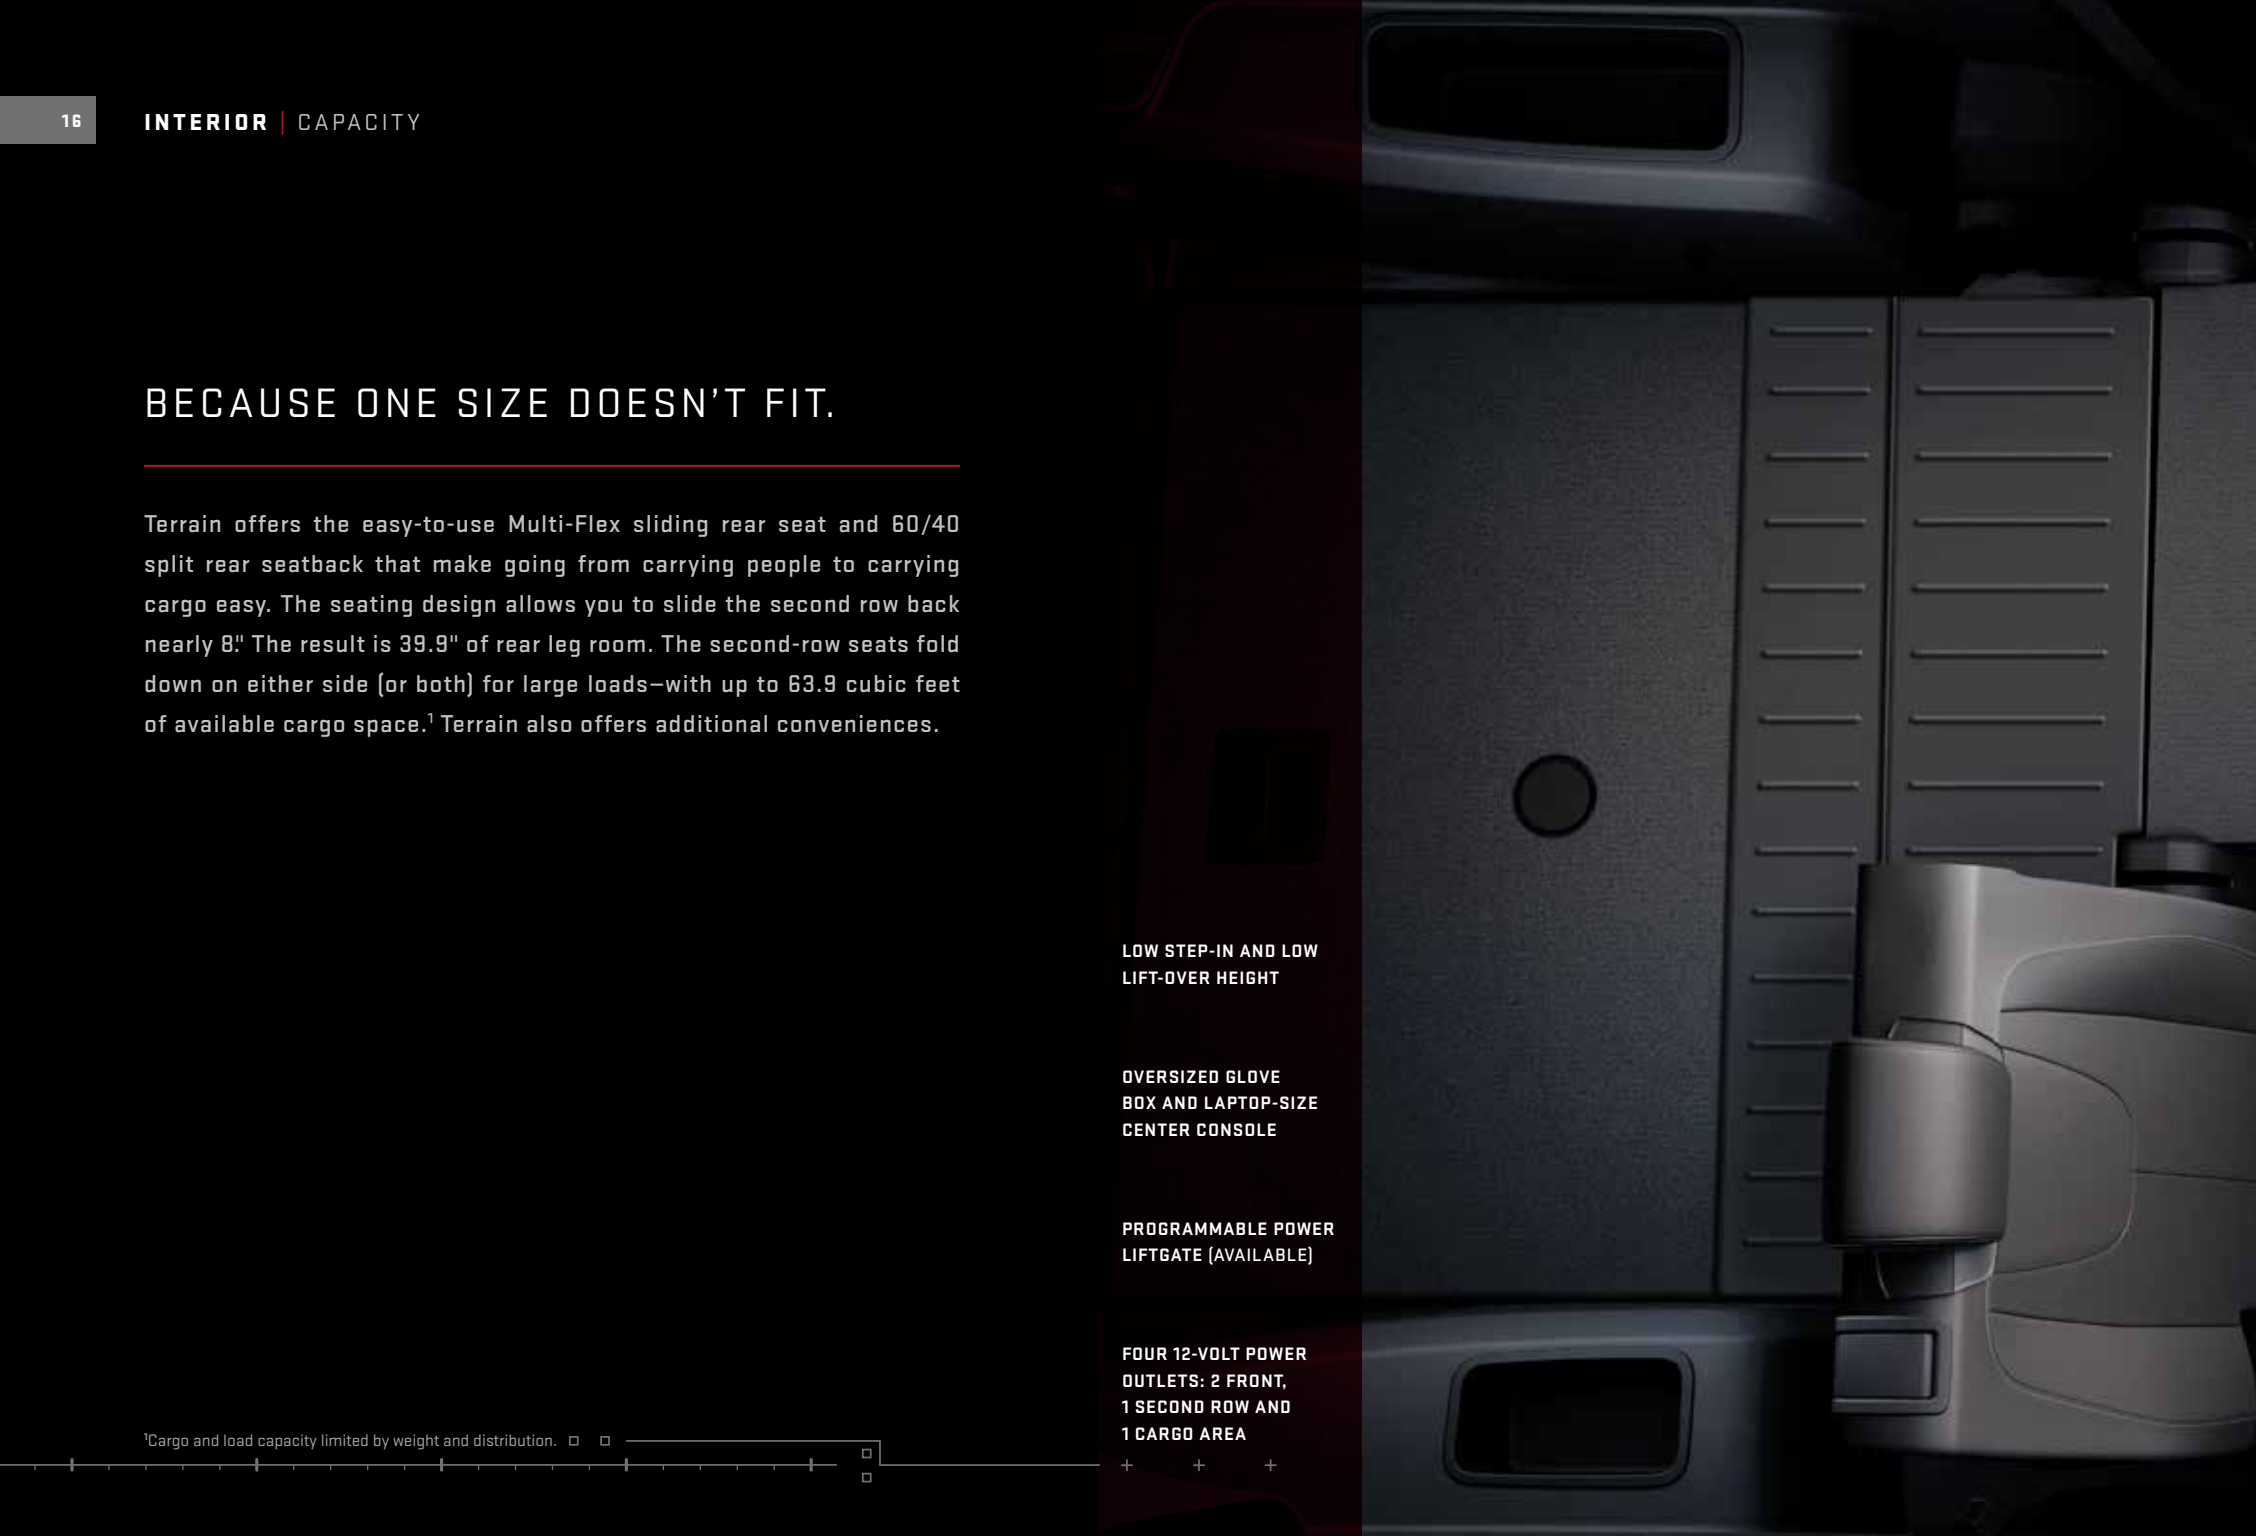 16
INTERIOR | CAPACITY
BECAUSE ONE SIZE DOESN'T FIT.
Terrain offers the easy-to-use Multi-Flex sliding rear seat and 60/40
split rear seatback that make going from carrying people to carrying
cargo easy. The seating design allows you to slide the second row back
nearly 8." The result is 39.9" of rear leg room. The second-row seats fold
down on either side (or both) for large loads—with up to 63.9 cubic feet
of available cargo space.¹ Terrain also offers additional conveniences.
LOW STEP-IN AND LOW
LIFT-OVER HEIGHT
OVERSIZED GLOVE
BOX AND LAPTOP-SIZE
CENTER CONSOLE
PROGRAMMABLE POWER
LIFTGATE (AVAILABLE)
FOUR 12-VOLT POWER
OUTLETS: 2 FRONT,
1 SECOND ROW AND
1 CARGO AREA
¹Cargo and load capacity limited by weight and distribution.